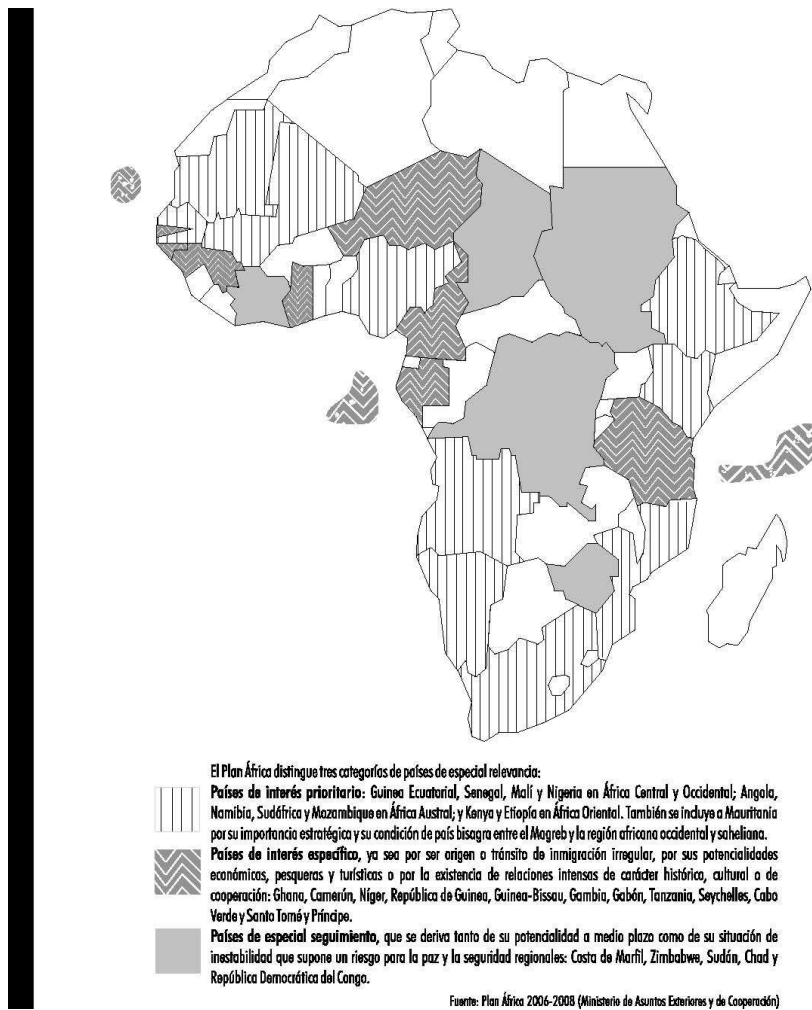 El Plan África distingue tres categorías de países de especial relevancia:
Países de interés prioritario: Guinea Ecuatorial, Senegal, Malí y Nigeria en África Central y Occidental; Angola,
Namibia, Sudáfrica y Mozambique en África Austral; y Kenya y Etiopía en África Oriental. También se incluye a Mauritania
por su importancia estratégica y su condición de país bisagra entre el Magreb y la región africana occidental y saheliana.
Países de interés específico, ya sea por ser origen o tránsito de inmigración irregular, por sus potencialidades
económicas, pesqueras y turísticas o por la existencia de relaciones intensas de carácter histórico, cultural o de
cooperación: Ghana, Camerún, Níger, República de Guinea, Guinea-Bissau, Gambia, Gabón, Tanzania, Seychelles, Cabo
Verde y Santo Tomé y Príncipe.
Países de especial seguimiento, que se deriva tanto de su potencialidad a medio plazo como de su situación de
inestabilidad que supone un riesgo para la paz y la seguridad regionales: Costa de Marfil, Zimbabwe, Sudán, Chad y
República Democrática del Congo.
Fuente: Plan África 2006-2008 (Ministerio de Asuntos Exteriores y de Cooperación)